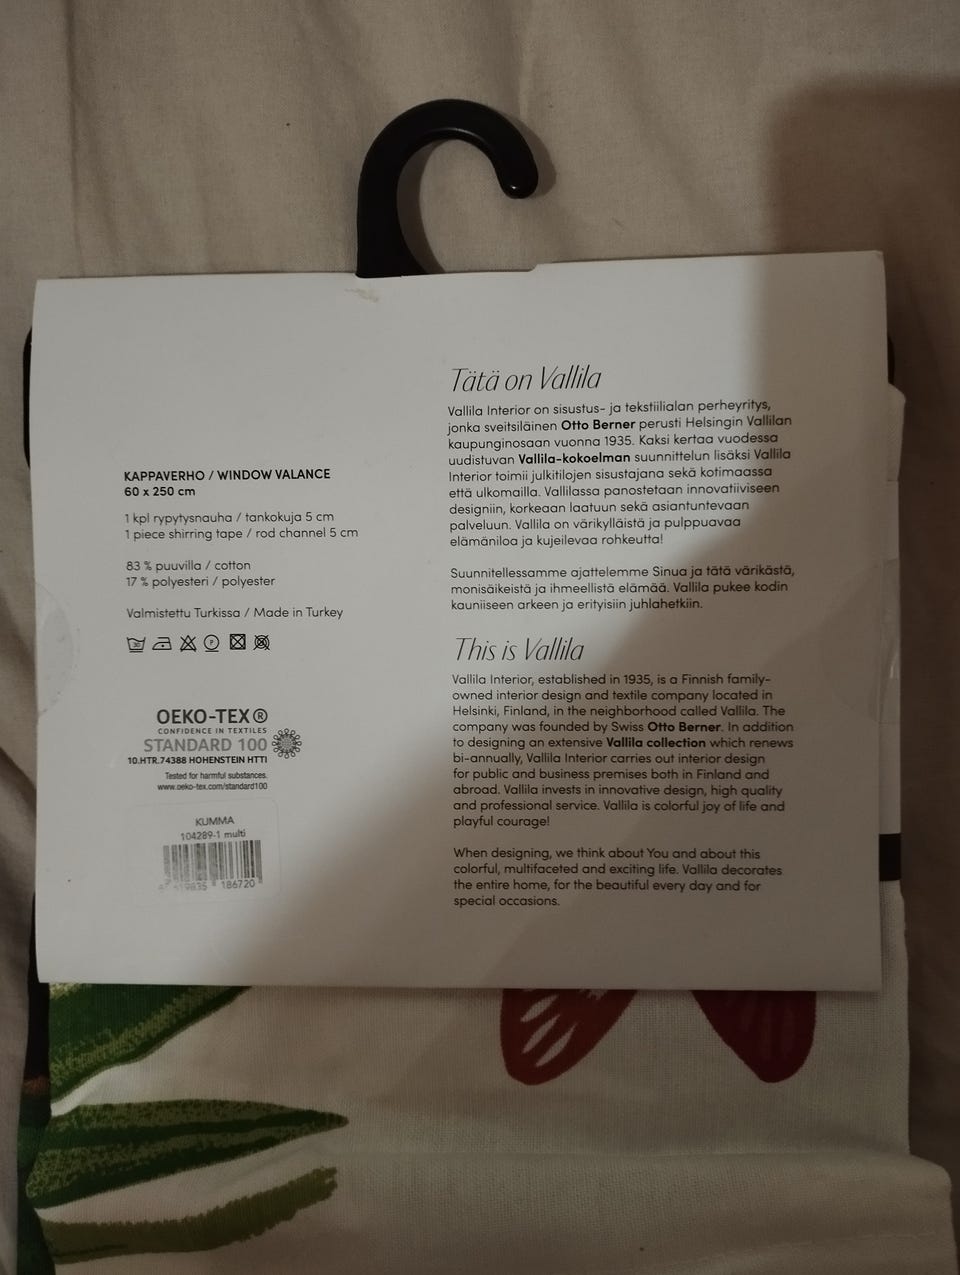 KAPPAVERHO / WINDOW VALANCE
60 x 250 cm
1 kpl rypytysnauha / tankokuja 5 cm
1 piece shirring tape / rod channel 5 cm
83 % puuvilla / cotton
17 % polyesteri / polyester
Valmistettu Turkissa / Made in Turkey
30
P
OEKO-TEX®
CONFIDENCE IN TEXTILES
STANDARD 100
10.HTR.74388 HOHENSTEIN HTTI
Tested for harmful substances.
www.oeko-tex.com/standard100
KUMMA
104289-1 multi
186720
Tätä on Vallila
Vallila Interior on sisustus- ja tekstiilialan perheyritys,
jonka sveitsiläinen Otto Berner perusti Helsingin Vallilan
kaupunginosaan vuonna 1935. Kaksi kertaa vuodessa
uudistuvan Vallila-kokoelman suunnittelun lisäksi Vallila
Interior toimii julkitilojen sisustajana sekä kotimaassa
että ulkomailla. Vallilassa panostetaan innovatiiviseen
designiin, korkeaan laatuun sekä asiantuntevaan
palveluun. Vallila on värikylläistä ja pulppuavaa
elämäniloa ja kujeilevaa rohkeutta!
Suunnitellessamme ajattelemme Sinua ja tätä värikästä,
monisäikeistä ja ihmeellistä elämää. Vallila pukee kodin
kauniiseen arkeen ja erityisiin juhlahetkiin.
This is Vallila
Vallila Interior, established in 1935, is a Finnish family-
owned interior design and textile company located in
Helsinki, Finland, in the neighborhood called Vallila. The
company was founded by Swiss Otto Berner. In addition
to designing an extensive Vallila collection which renews
bi-annually, Vallila Interior carries out interior design
for public and business premises both in Finland and
abroad. Vallila invests in innovative design, high quality
and professional service. Vallila is colorful joy of life and
playful courage!
When designing, we think about You and about this
colorful, multifaceted and exciting life. Vallila decorates
the entire home, for the beautiful every day and for
special occasions.